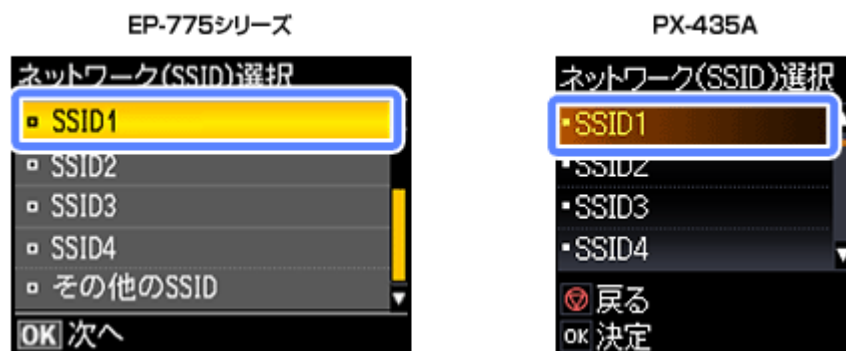 EP-775シリーズ
ネットワーク(SSID)選択
SSID1
SSID2
SSID3
SSID4
その他のSSID
OK 次へ
PX-435A
ネットワーク(SSID)選択
SSID1
SSID2
SSID3
SSID4
戻る
OK 決定